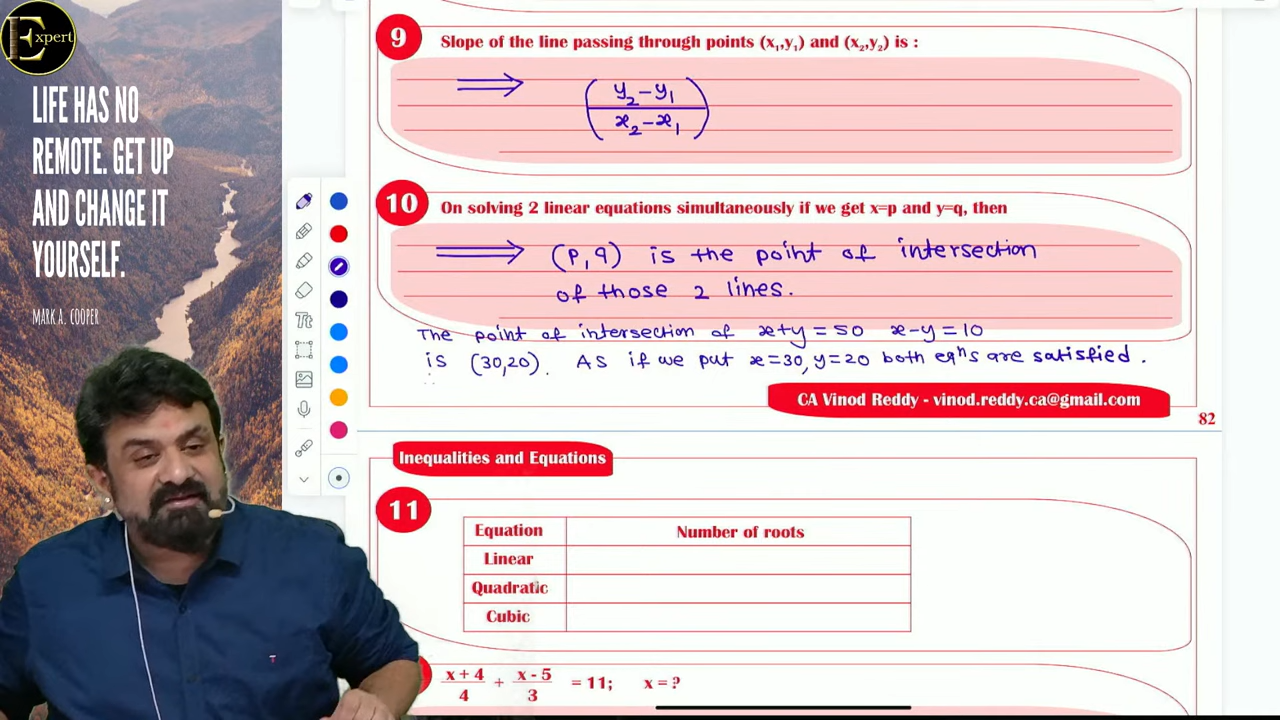 Expert
LIFE HAS NO
REMOTE. GET UP
AND CHANGE IT
YOURSELF.
MARK A. COOPER
9
Slope of the line passing through points (x₁,y₁) and (x₂,y₂) is :
⟹ (y₂-y₁ / x₂-x₁)
10
On solving 2 linear equations simultaneously if we get x=p and y=q, then
⟹ (p,q) is the point of intersection
of those 2 lines.
The point of intersection of x+y=50 x-y=10
is (30,20). As if we put x=30, y=20 both eqⁿs are satisfied.
CA Vinod Reddy - vinod.reddy.ca@gmail.com
82
Inequalities and Equations
11
Equation Number of roots
Linear
Quadratic
Cubic
x + 4 / 4 + x - 5 / 3 = 11; x = ?
Tt